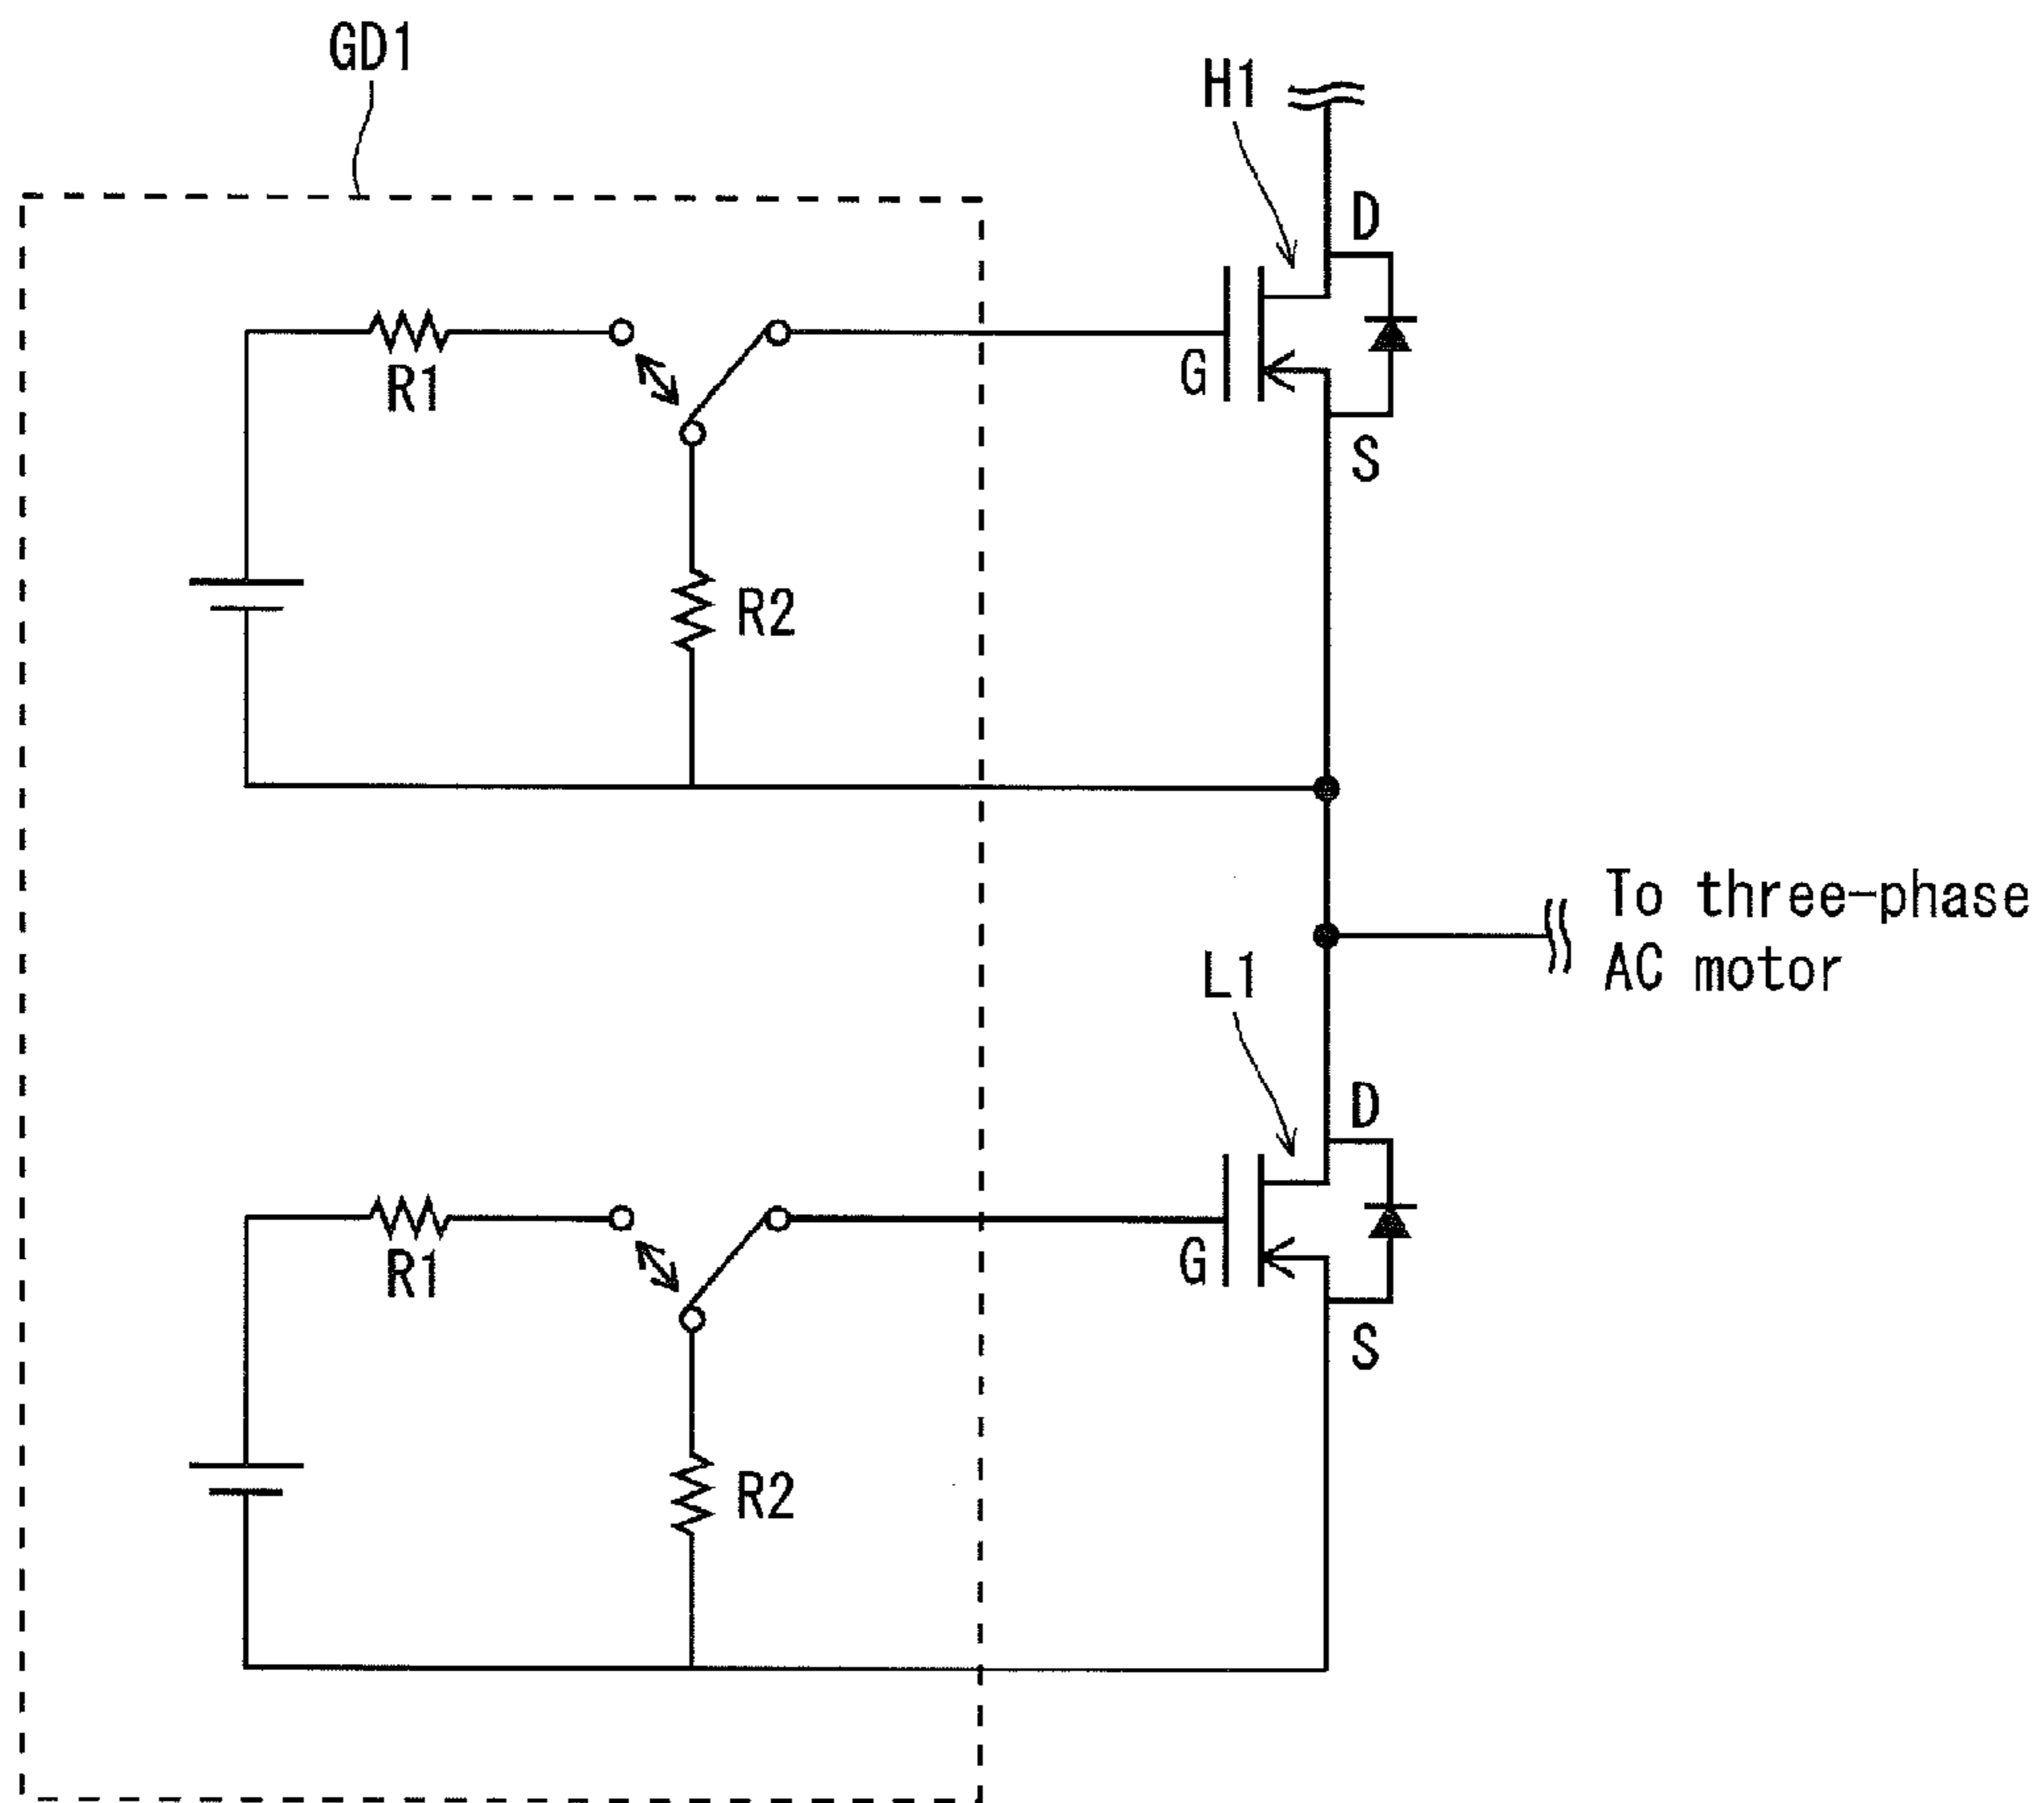 GD1
H1
D
R1
G
S
R2
To three-phase
AC motor
L1
D
R1
G
S
R2